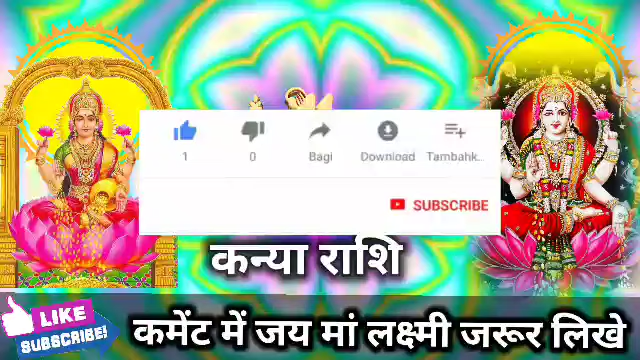 1 0 Bagi Download Tambahk..
SUBSCRIBE
कन्या राशि
LIKE
SUBSCRIBE!
कमेंट में जय मां लक्ष्मी जरूर लिखे